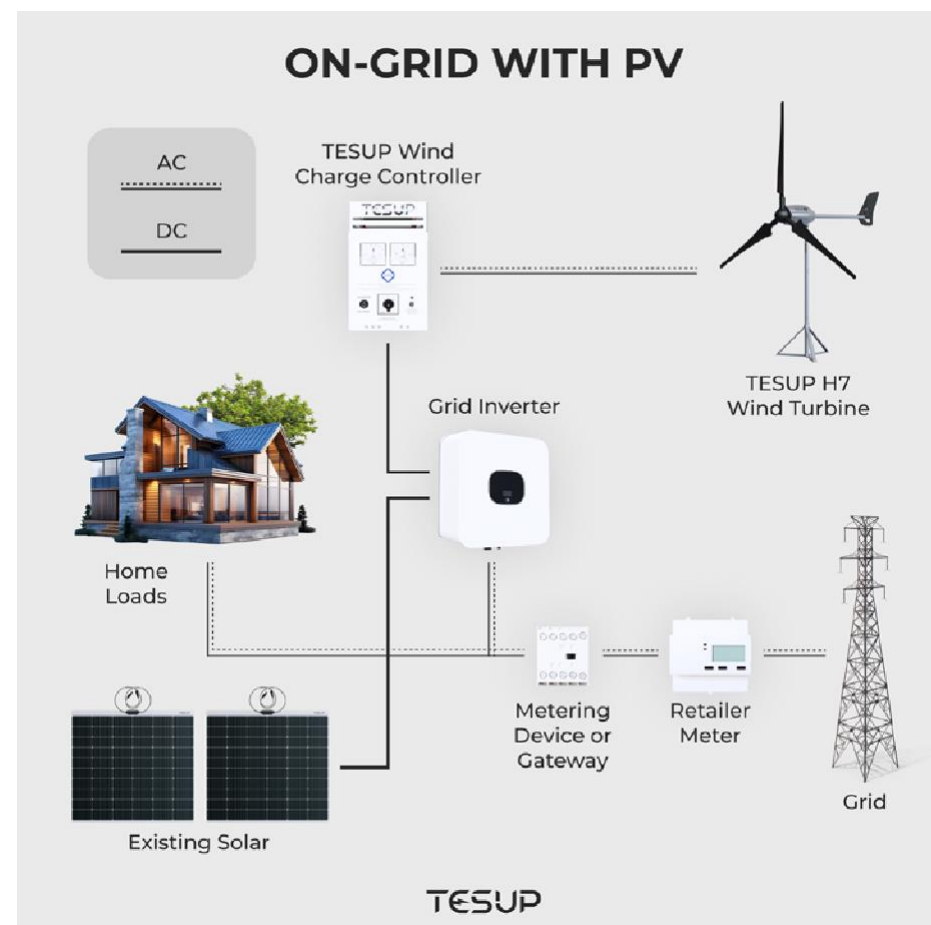 ON-GRID WITH PV
AC
DC
TESUP Wind
Charge Controller
TESUP
TESUP H7
Wind Turbine
Grid Inverter
Home
Loads
Metering
Device or
Gateway
Retailer
Meter
Grid
Existing Solar
TESUP